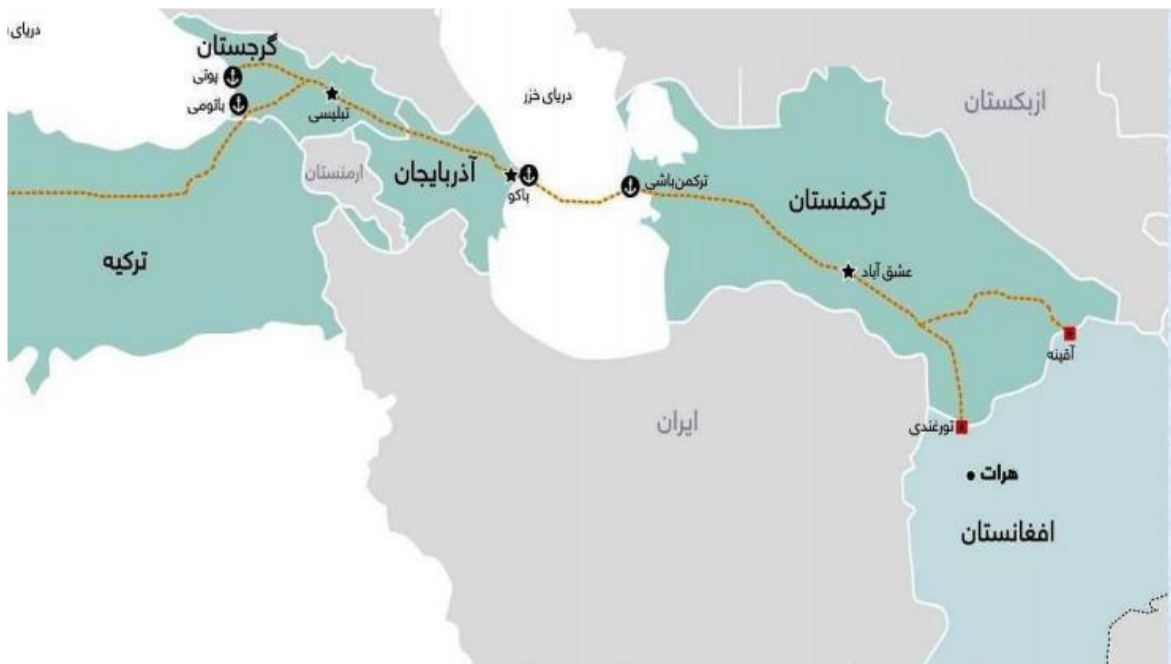 دریای
گرجستان
پوتی
باتومی
تبلیسی
دریای خزر
ازبکستان
ارمنستان
آذربایجان
باکو
ترکمن‌باشی
ترکمنستان
ترکیه
عشق آباد
آقینه
ایران
تورغندی
هرات
افغانستان